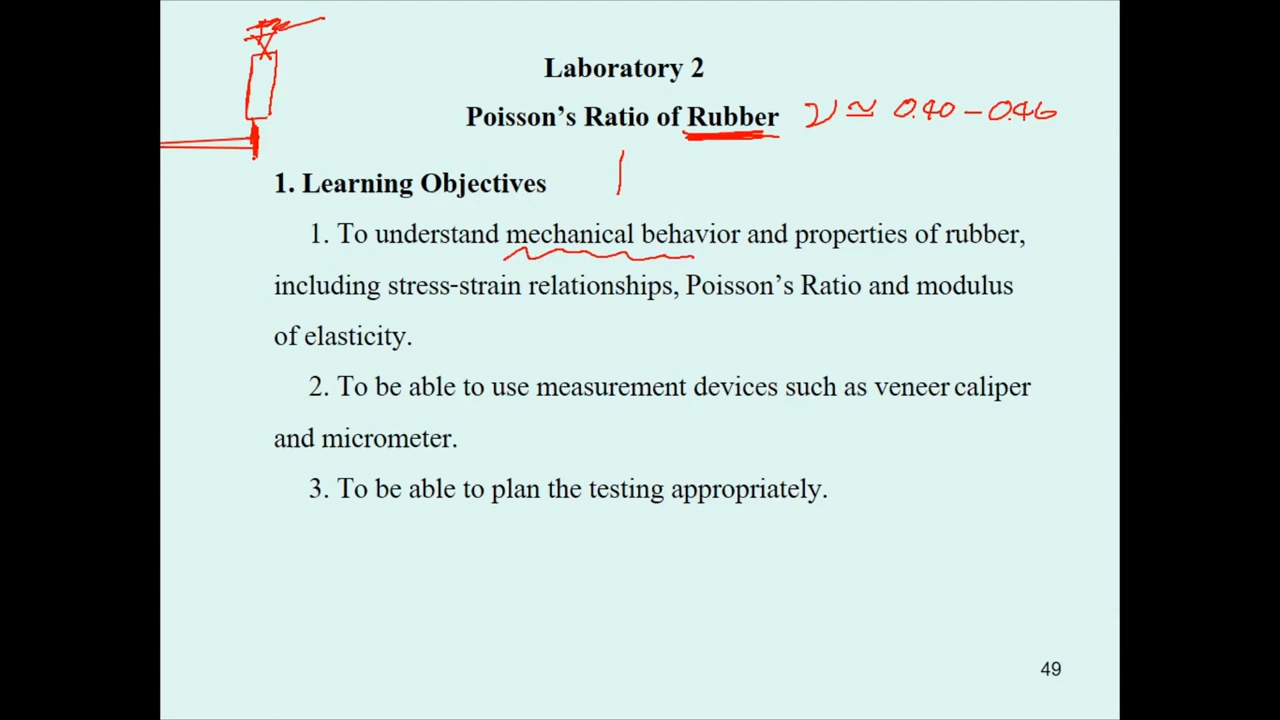 Laboratory 2
Poisson’s Ratio of Rubber ν ≃ 0.40 – 0.46
1. Learning Objectives
1. To understand mechanical behavior and properties of rubber,
including stress-strain relationships, Poisson’s Ratio and modulus
of elasticity.
2. To be able to use measurement devices such as veneer caliper
and micrometer.
3. To be able to plan the testing appropriately.
49